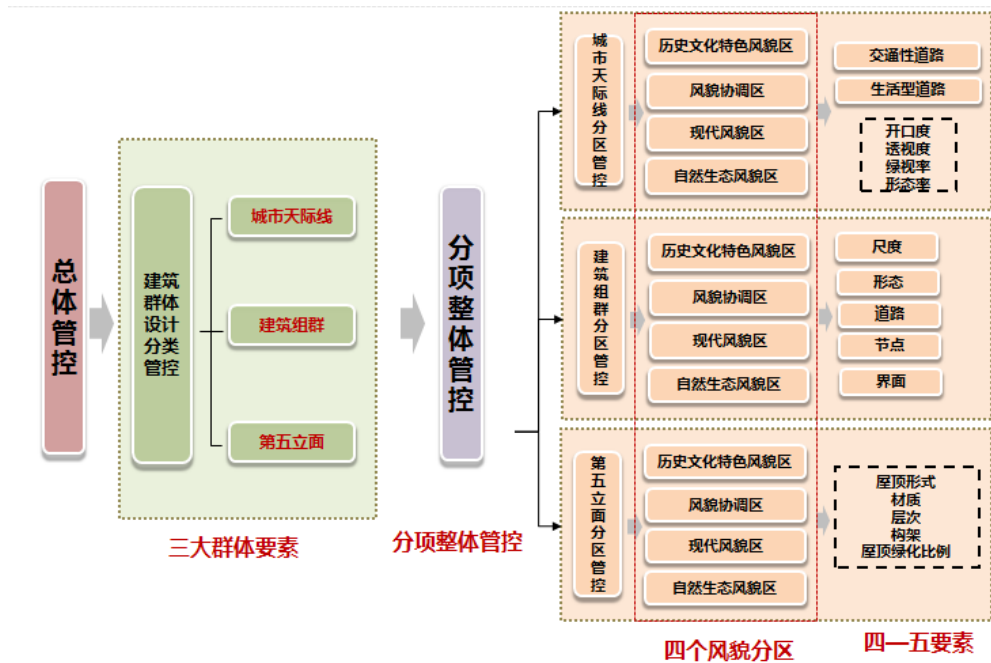 总体管控
建筑
群体
设计
分类
管控
城市天际线
建筑组群
第五立面
三大群体要素
分项整体管控
分项整体管控
城市天际线分区管控
历史文化特色风貌区
风貌协调区
现代风貌区
自然生态风貌区
交通性道路
生活型道路
开口度
透视度
绿视率
形态率
建筑组群分区管控
历史文化特色风貌区
风貌协调区
现代风貌区
自然生态风貌区
尺度
形态
道路
节点
界面
第五立面分区管控
历史文化特色风貌区
风貌协调区
现代风貌区
自然生态风貌区
屋顶形式
材质
层次
构架
屋顶绿化比例
四个风貌分区
四—五要素